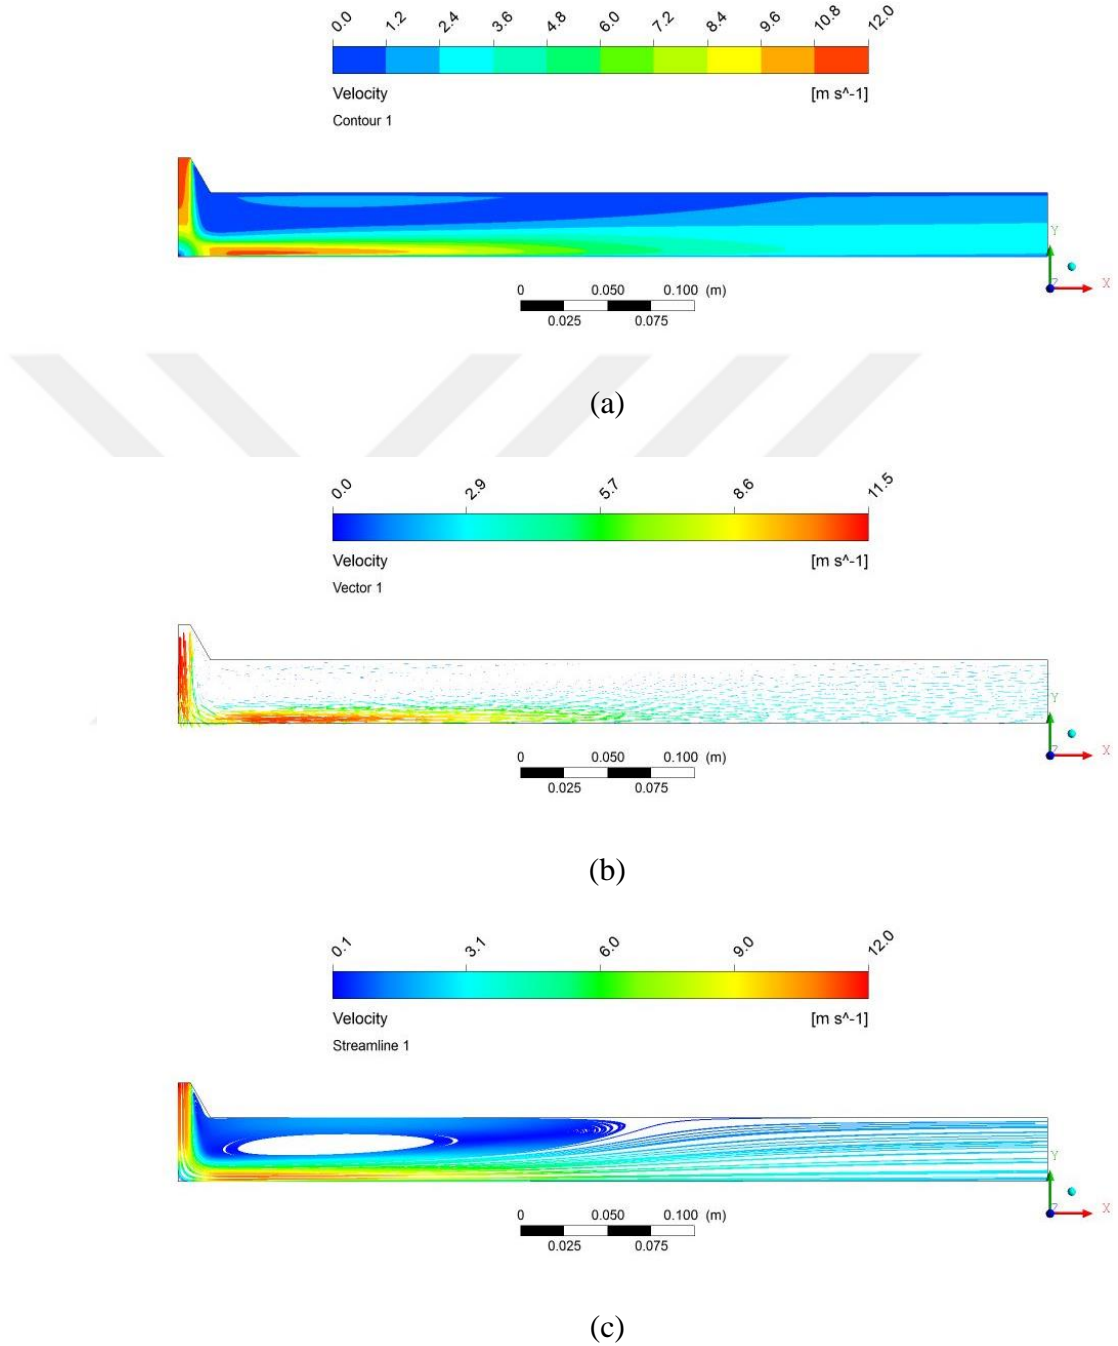 0.0 1.2 2.4 3.6 4.8 6.0 7.2 8.4 9.6 10.8 12.0
Velocity [m s^-1]
Contour 1
Y
Z X
0 0.050 0.100 (m)
0.025 0.075
(a)
0.0 2.9 5.7 8.6 11.5
Velocity [m s^-1]
Vector 1
Y
Z X
0 0.050 0.100 (m)
0.025 0.075
(b)
0.1 3.1 6.0 9.0 12.0
Velocity [m s^-1]
Streamline 1
Y
Z X
0 0.050 0.100 (m)
0.025 0.075
(c)